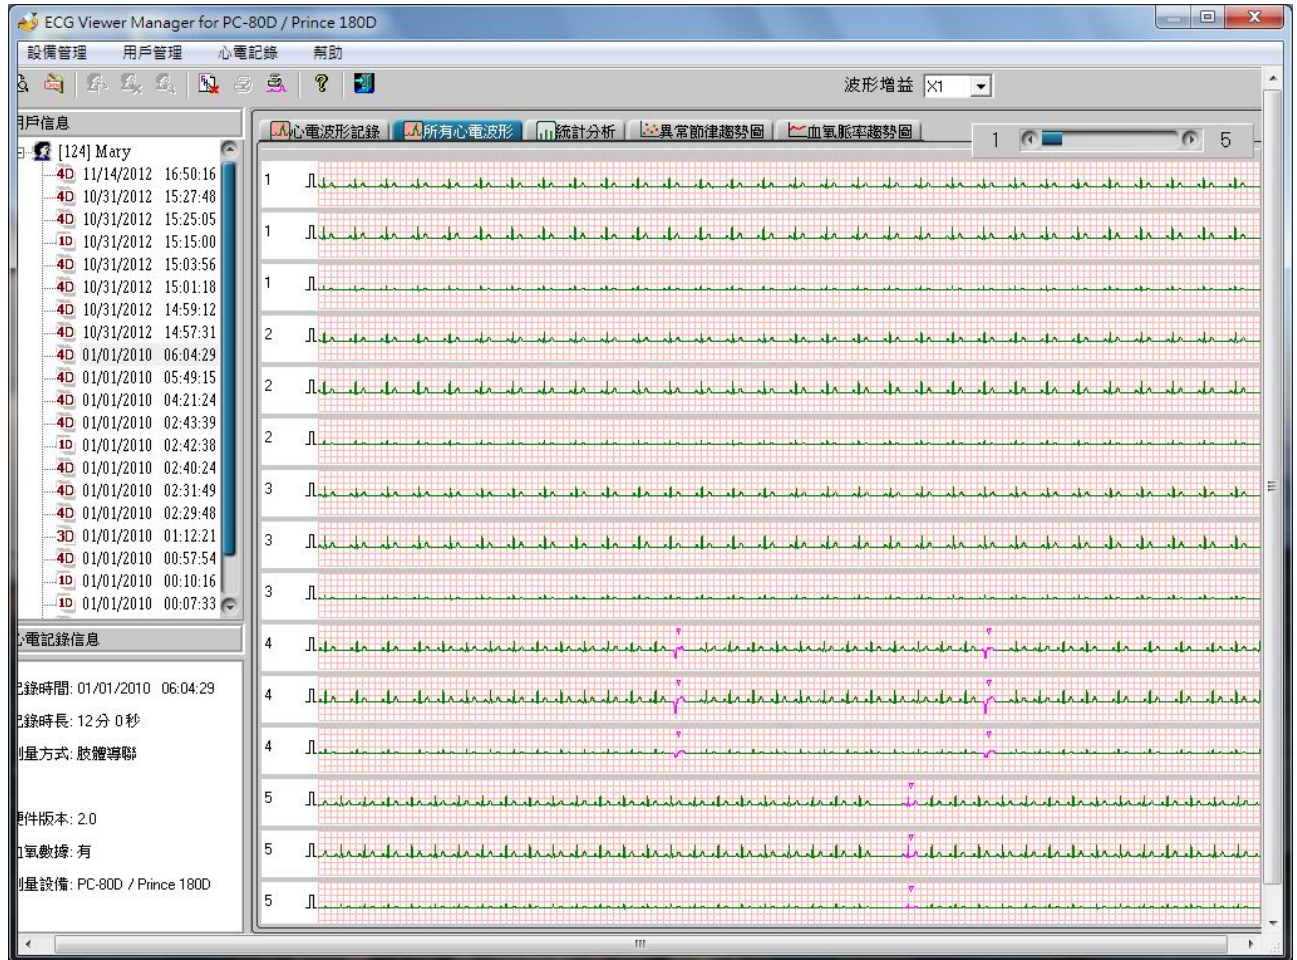 ECG Viewer Manager for PC-80D / Prince 180D
設備管理 用戶管理 心電記錄 幫助
波形增益 X1
用戶信息
心電波形記錄 所有心電波形 統計分析 異常節律趨勢圖 血氧脈率趨勢圖
1 5
[124] Mary
4D 11/14/2012 16:50:16
4D 10/31/2012 15:27:48
4D 10/31/2012 15:25:05
1D 10/31/2012 15:15:00
4D 10/31/2012 15:03:56
4D 10/31/2012 15:01:18
4D 10/31/2012 14:59:12
4D 10/31/2012 14:57:31
4D 01/01/2010 06:04:29
4D 01/01/2010 05:49:15
4D 01/01/2010 04:21:24
4D 01/01/2010 02:43:39
1D 01/01/2010 02:42:38
4D 01/01/2010 02:40:24
4D 01/01/2010 02:31:49
4D 01/01/2010 02:29:48
3D 01/01/2010 01:12:21
4D 01/01/2010 00:57:54
1D 01/01/2010 00:10:16
1D 01/01/2010 00:07:33
心電記錄信息
記錄時間: 01/01/2010 06:04:29
記錄時長: 12分 0秒
測量方式: 肢體導聯
硬件版本: 2.0
血氧數據: 有
測量設備: PC-80D / Prince 180D
1
1
1
2
2
2
3
3
3
4
4
4
5
5
5